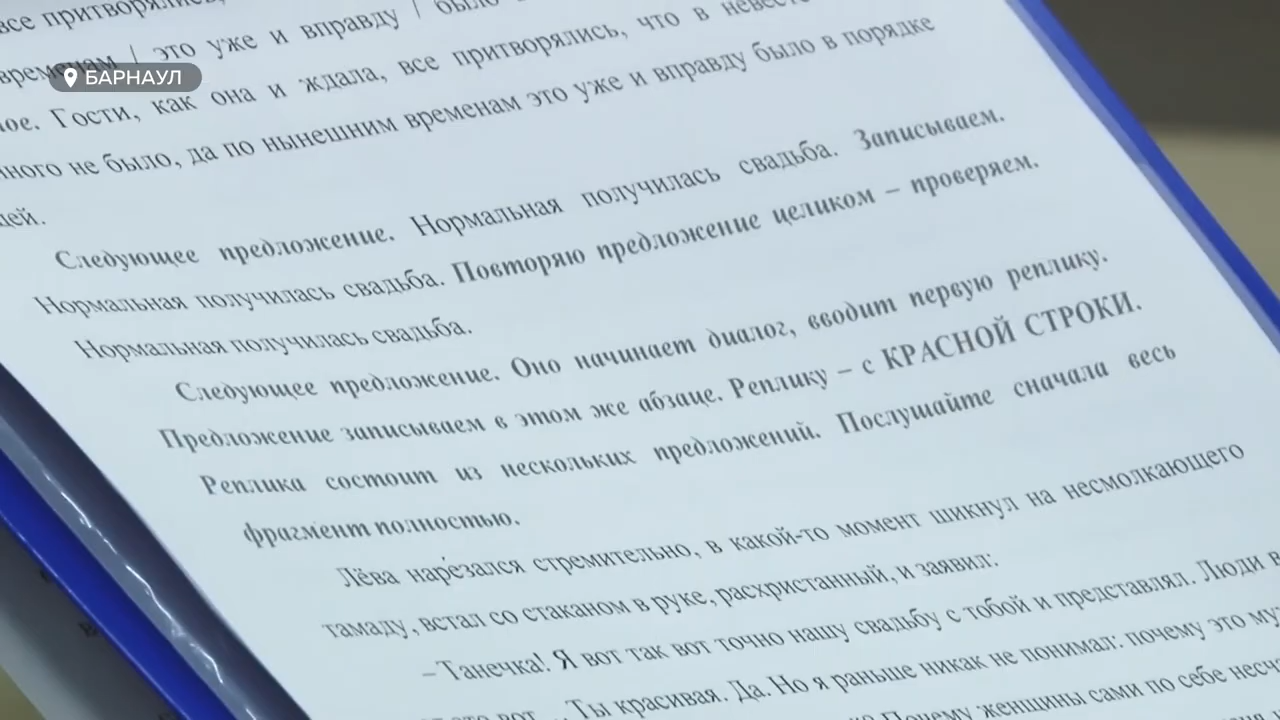 все притворялись,
временам / это уже и вправду / было
БАРНАУЛ
Гости, как она и ждала, все притворялись, что в невесте
не было, да по нынешним временам это уже и вправду было в порядке
Следующее предложение. Нормальная получилась свадьба. Записываем.
Нормальная получилась свадьба. Повторяю предложение целиком – проверяем.
Нормальная получилась свадьба.
Следующее предложение. Оно начинает диалог, вводит первую реплику.
Предложение записываем в этом же абзаце. Реплику – с КРАСНОЙ СТРОКИ.
Реплика состоит из нескольких предложений. Послушайте сначала весь
фрагмент полностью.
Лёва наре́зался стремительно, в какой-то момент шикнул на несмолкающего
тамаду, встал со стаканом в руке, расхристанный, и заявил:
–Танечка!. Я вот так вот точно нашу свадьбу с тобой и представлял. Люди в
вот... Ты красивая. Да. Но я раньше никак не понимал: почему это
Почему женщины сами по себе